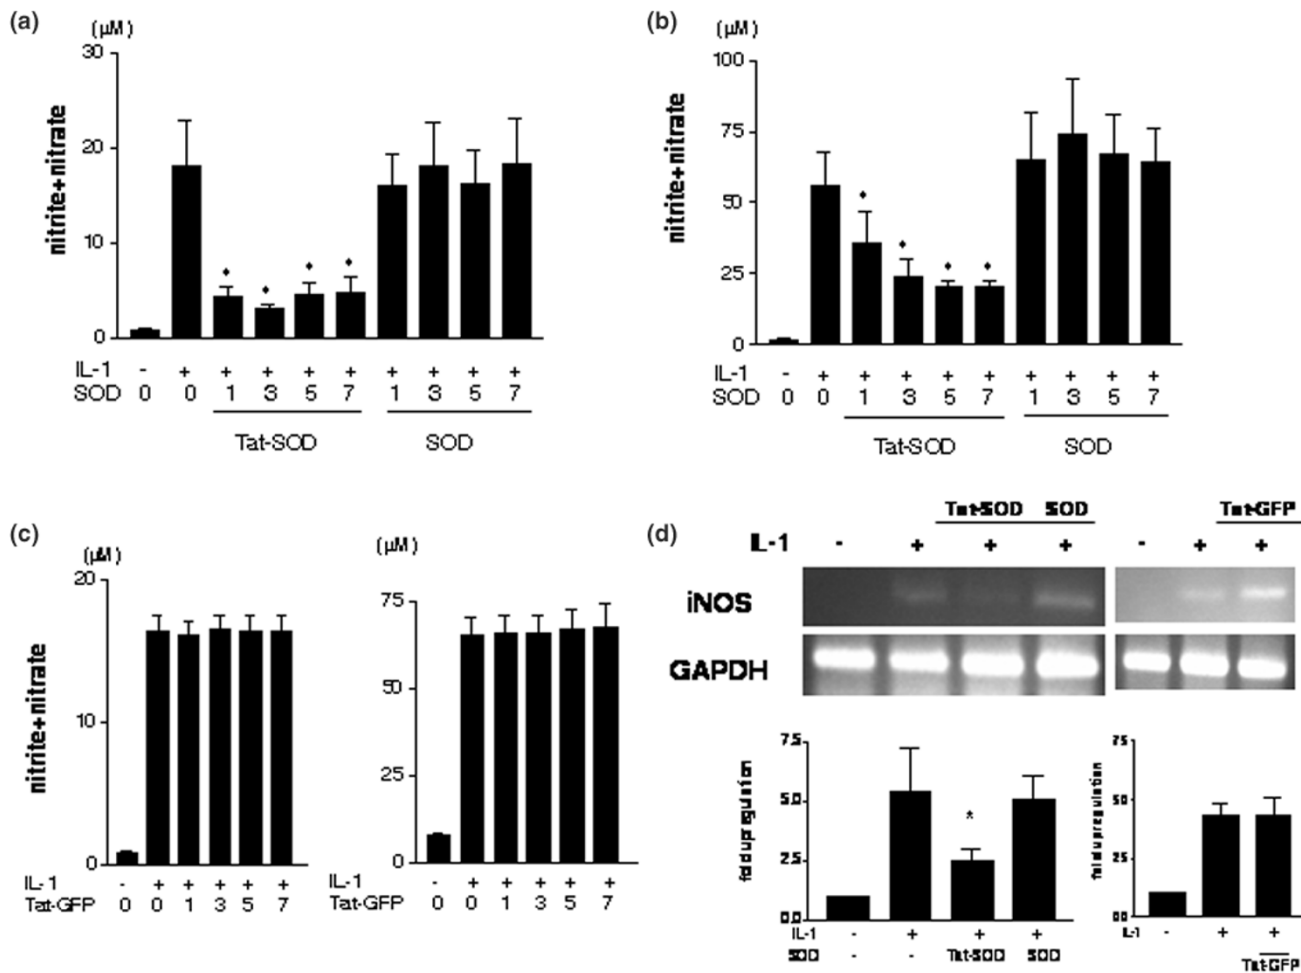 (a)
(µM)
30
20
10
0
nitrite+nitrate
IL-1 - + + + + + + + + +
SOD 0 0 1 3 5 7 1 3 5 7
Tat-SOD SOD
(b)
(µM)
100
75
50
25
0
nitrite+nitrate
IL-1 - + + + + + + + + +
SOD 0 0 1 3 5 7 1 3 5 7
Tat-SOD SOD
(c)
(µM)
20
10
0
nitrite+nitrate
IL-1 - + + + + +
Tat-GFP 0 0 1 3 5 7
(µM)
75
50
25
0
IL-1 - + + + + +
Tat-GFP 0 0 1 3 5 7
(d)
Tat-SOD SOD Tat-GFP
IL-1 - + + + - + +
iNOS
GAPDH
7.5
5.0
2.5
0.0
fold upregulation
*
IL-1 - + + +
SOD - - Tat-SOD SOD
7.5
5.0
2.5
0.0
fold upregulation
IL-1 - + +
Tat-GFP